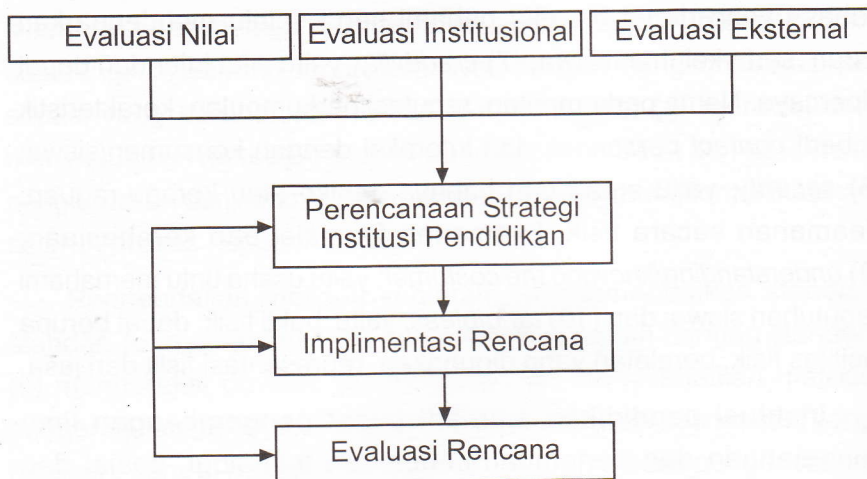 Evaluasi Nilai
Evaluasi Institusional
Evaluasi Eksternal
Perencanaan Strategi
Institusi Pendidikan
Implimentasi Rencana
Evaluasi Rencana